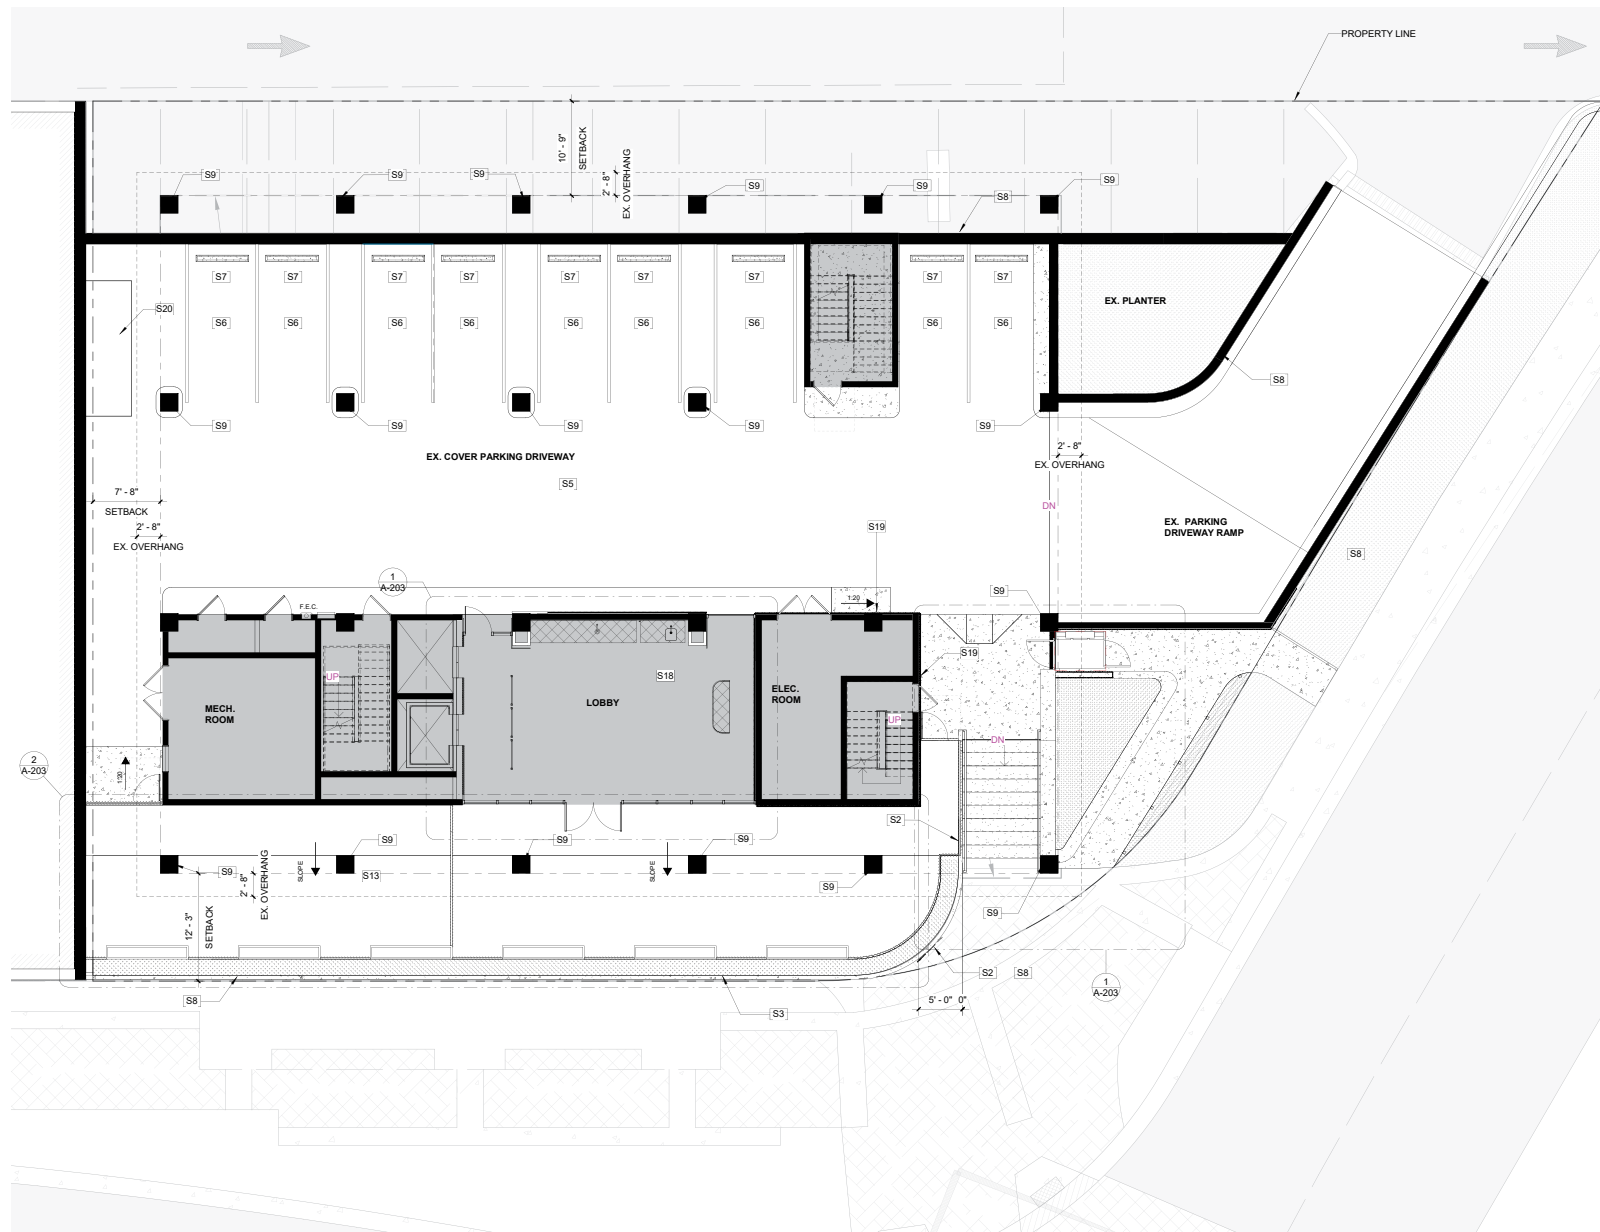 PROPERTY LINE
10' - 9"
SETBACK
2' - 8"
EX. OVERHANG
S9
S9
S9
S9
S9
S9
S8
S7
S7
S7
S7
S7
S7
S7
S7
S7
S20
S6
S6
S6
S6
S6
S6
S6
S6
S6
EX. PLANTER
S8
S9
S9
S9
S9
S9
EX. COVER PARKING DRIVEWAY
S5
2' - 8"
EX. OVERHANG
7' - 8"
SETBACK
2' - 8"
EX. OVERHANG
DN
EX. PARKING
DRIVEWAY RAMP
S19
S8
1
A-203
F.E.C.
1:20
S9
S19
UP
S18
MECH.
ROOM
LOBBY
ELEC.
ROOM
UP
DN
2
A-203
1:20
S2
S9
S9
S9
S9
SLOPE
S13
SLOPE
S9
2' - 8"
EX. OVERHANG
12' - 3"
SETBACK
S9
S2
S8
1
A-203
S8
S3
5' - 0"
0"